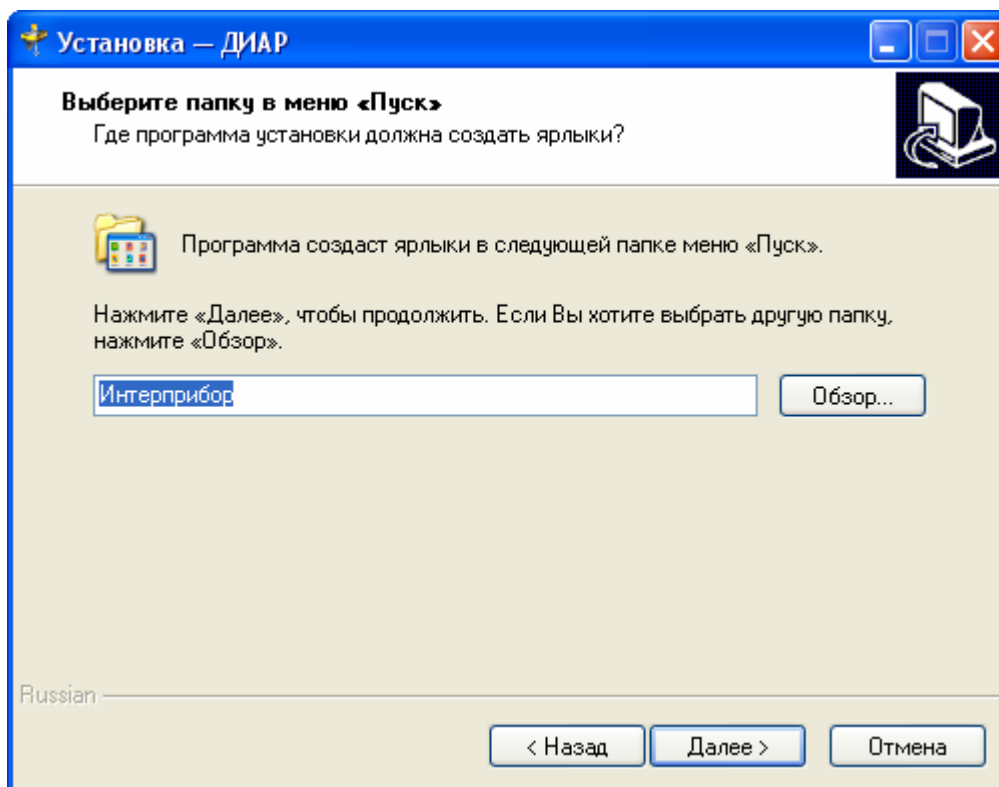 Установка — ДИАР
Выберите папку в меню «Пуск»
Где программа установки должна создать ярлыки?
Программа создаст ярлыки в следующей папке меню «Пуск».
Нажмите «Далее», чтобы продолжить. Если Вы хотите выбрать другую папку,
нажмите «Обзор».
Интерприбор
Обзор...
Russian
< Назад
Далее >
Отмена